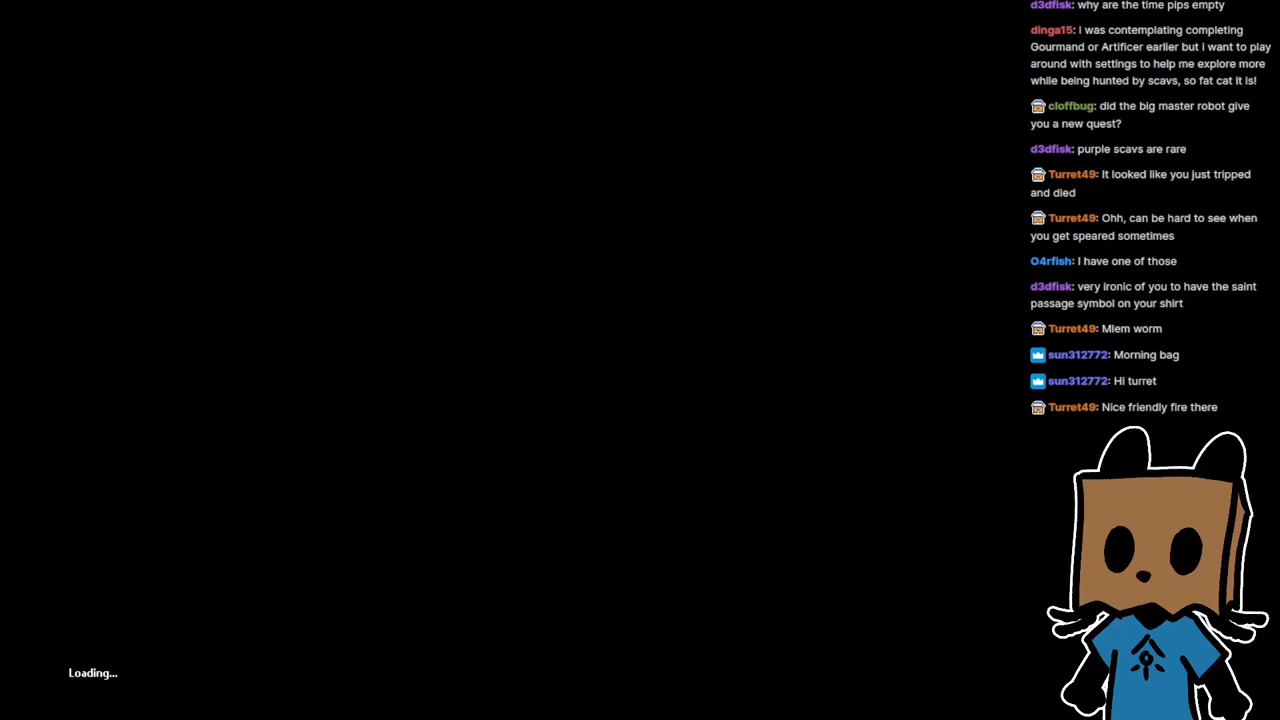 d3dfisk: why are the time pips empty
dinga15: I was contemplating completing
Gourmand or Artificer earlier but i want to play
around with settings to help me explore more
while being hunted by scavs, so fat cat it is!
cloffbug: did the big master robot give
you a new quest?
d3dfisk: purple scavs are rare
Turret49: It looked like you just tripped
and died
Turret49: Ohh, can be hard to see when
you get speared sometimes
O4rfish: I have one of those
d3dfisk: very ironic of you to have the saint
passage symbol on your shirt
Turret49: Mlem worm
sun312772: Morning bag
sun312772: Hi turret
Turret49: Nice friendly fire there
Loading...